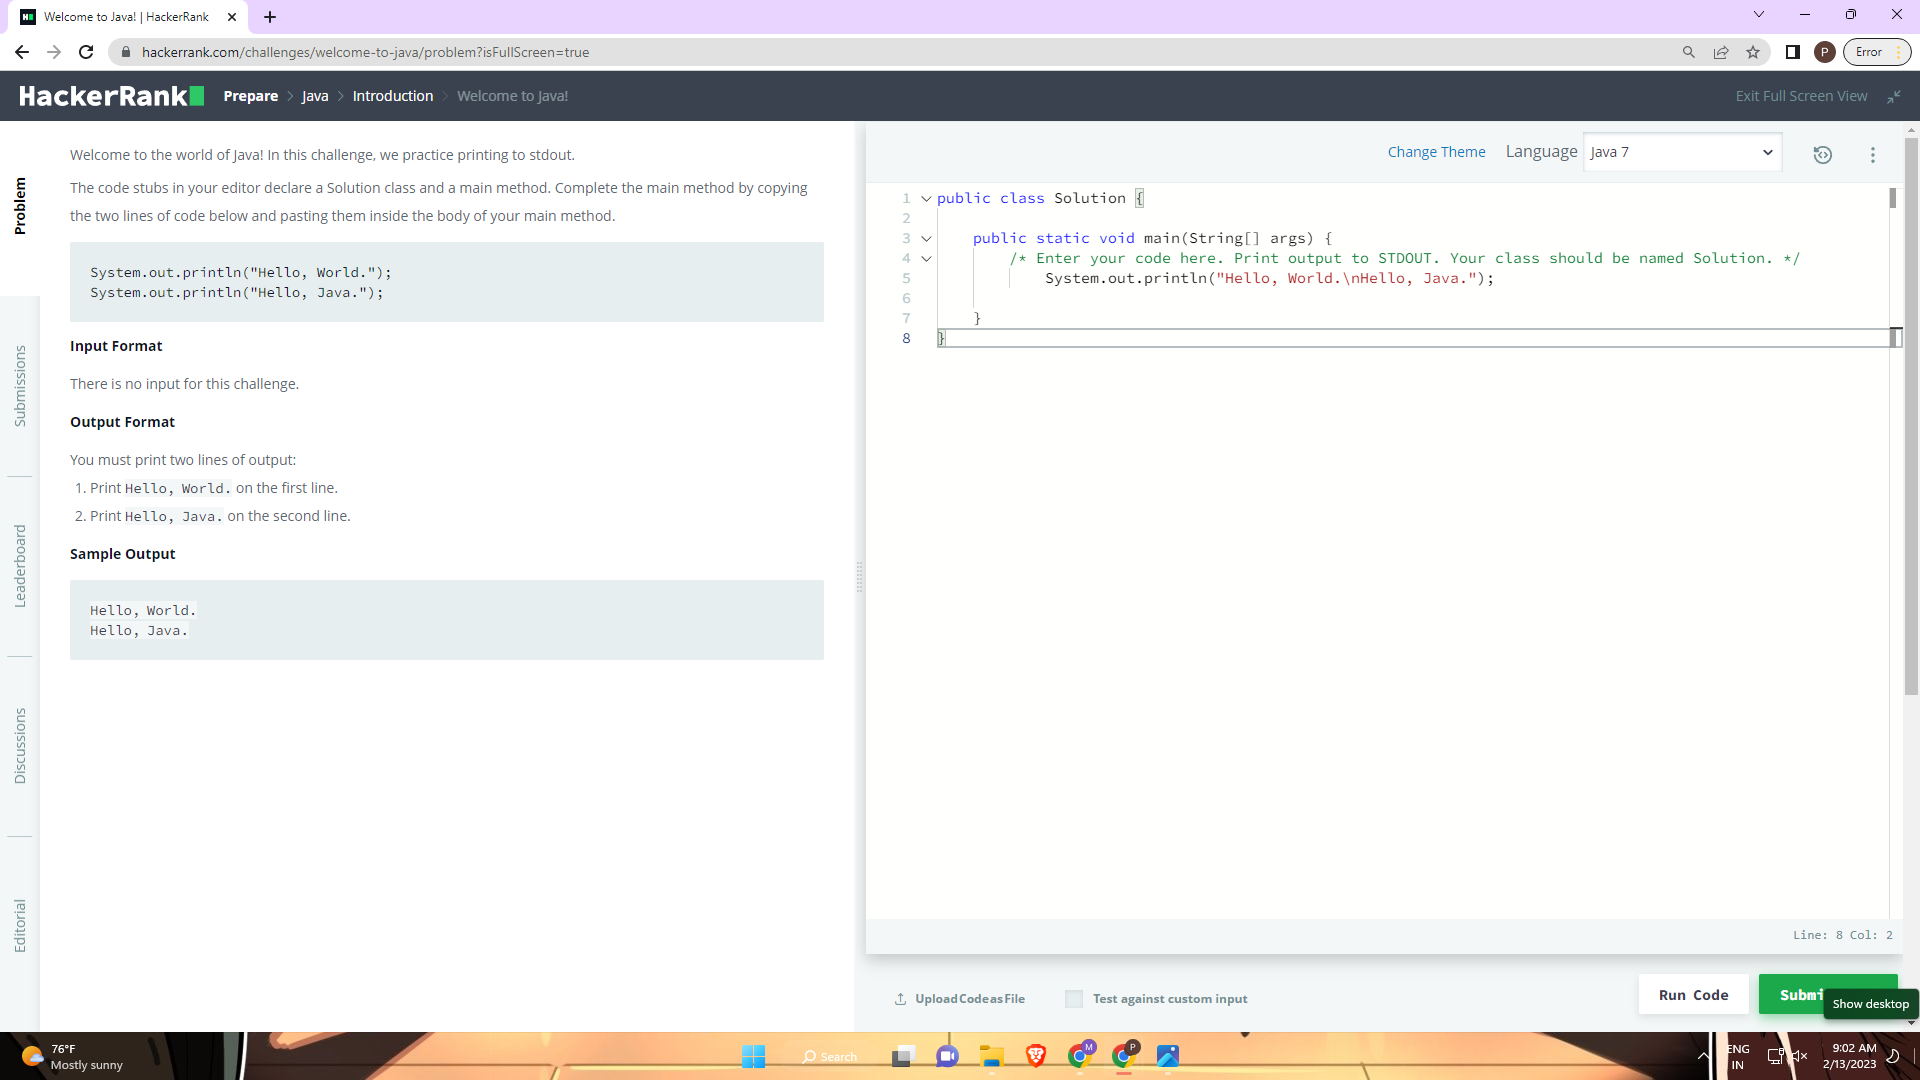 Welcome to Java! | HackerRank
hackerrank.com/challenges/welcome-to-java/problem?isFullScreen=true
P
Error
HackerRank
Prepare > Java > Introduction > Welcome to Java!
Exit Full Screen View
Problem
Submissions
Leaderboard
Discussions
Editorial
Welcome to the world of Java! In this challenge, we practice printing to stdout.
The code stubs in your editor declare a Solution class and a main method. Complete the main method by copying
the two lines of code below and pasting them inside the body of your main method.
System.out.println("Hello, World.");
System.out.println("Hello, Java.");
Input Format
There is no input for this challenge.
Output Format
You must print two lines of output:
1. Print Hello, World. on the first line.
2. Print Hello, Java. on the second line.
Sample Output
Hello, World.
Hello, Java.
Change Theme Language Java 7
1 public class Solution {
2
3 public static void main(String[] args) {
4 /* Enter your code here. Print output to STDOUT. Your class should be named Solution. */
5 System.out.println("Hello, World.\nHello, Java.");
6
7 }
8 }
Line: 8 Col: 2
Upload Code as File
Test against custom input
Run Code
Submi
Show desktop
76°F
Mostly sunny
Search
M
P
ENG
IN
9:02 AM
2/13/2023